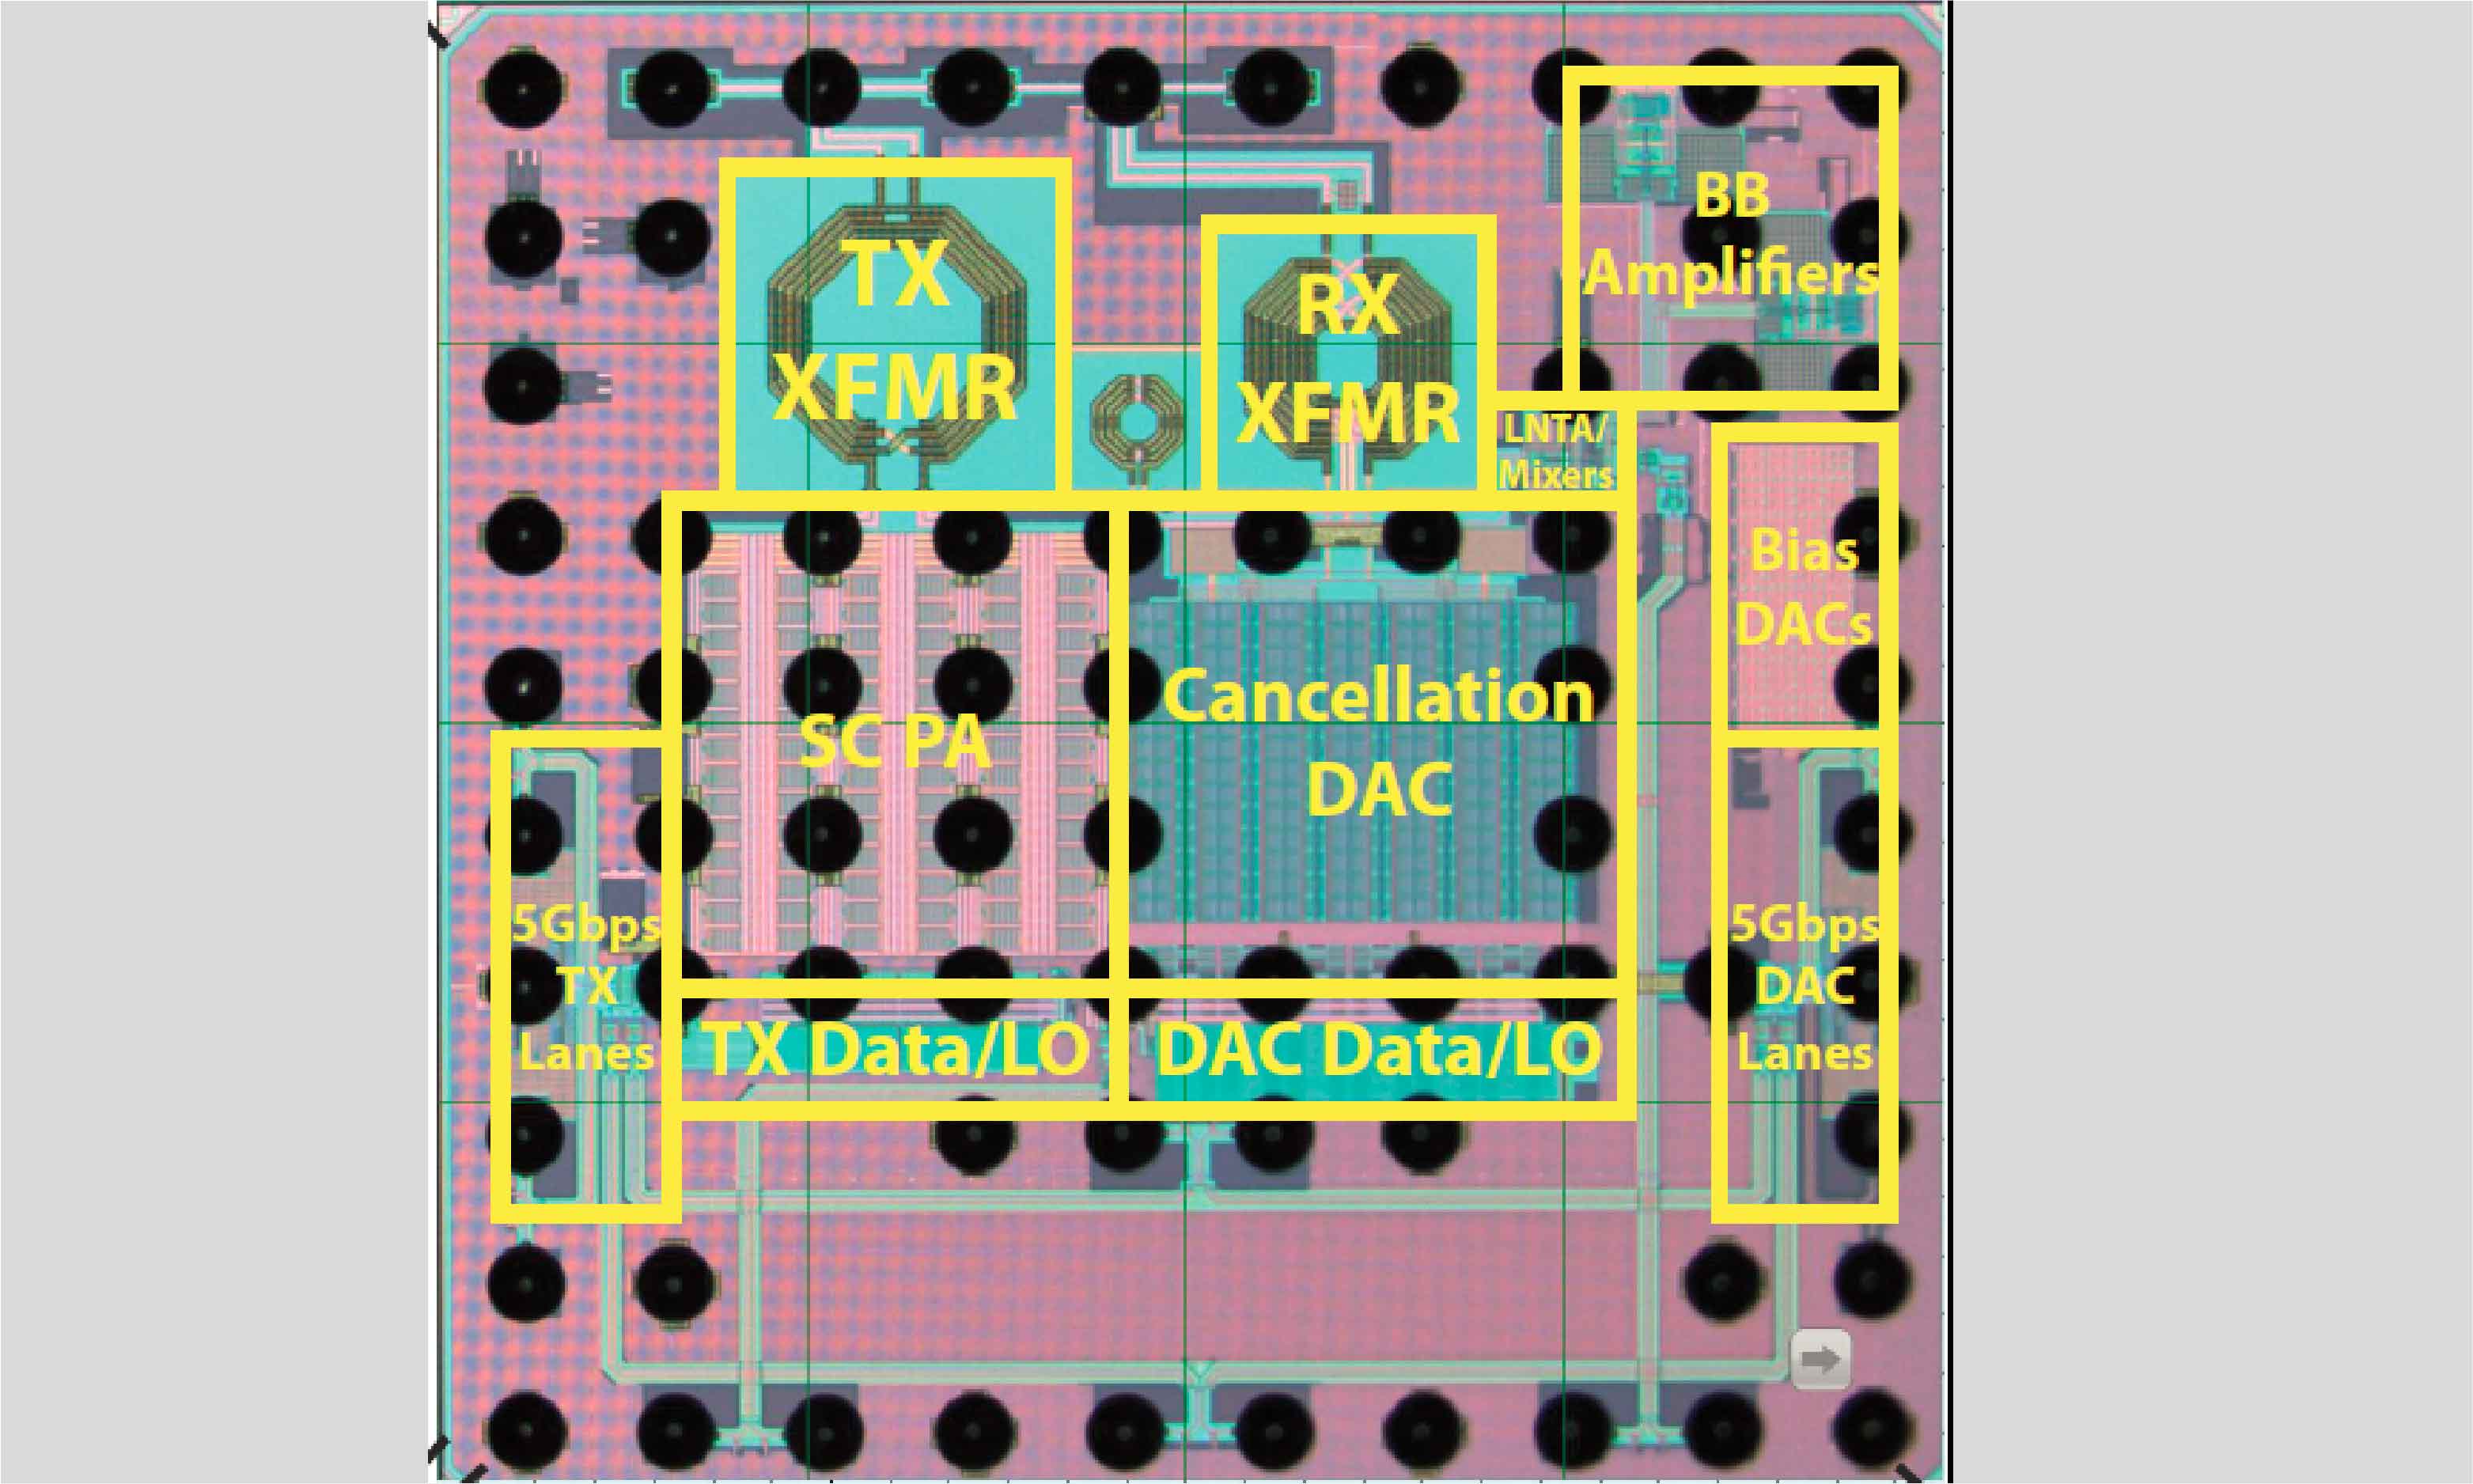 BB
Amplifiers
TX
XFMR
RX
XFMR
LNTA/
Mixers
Bias
DACs
SC PA
Cancellation
DAC
5Gbps
TX
Lanes
5Gbps
DAC
Lanes
TX Data/LO
DAC Data/LO